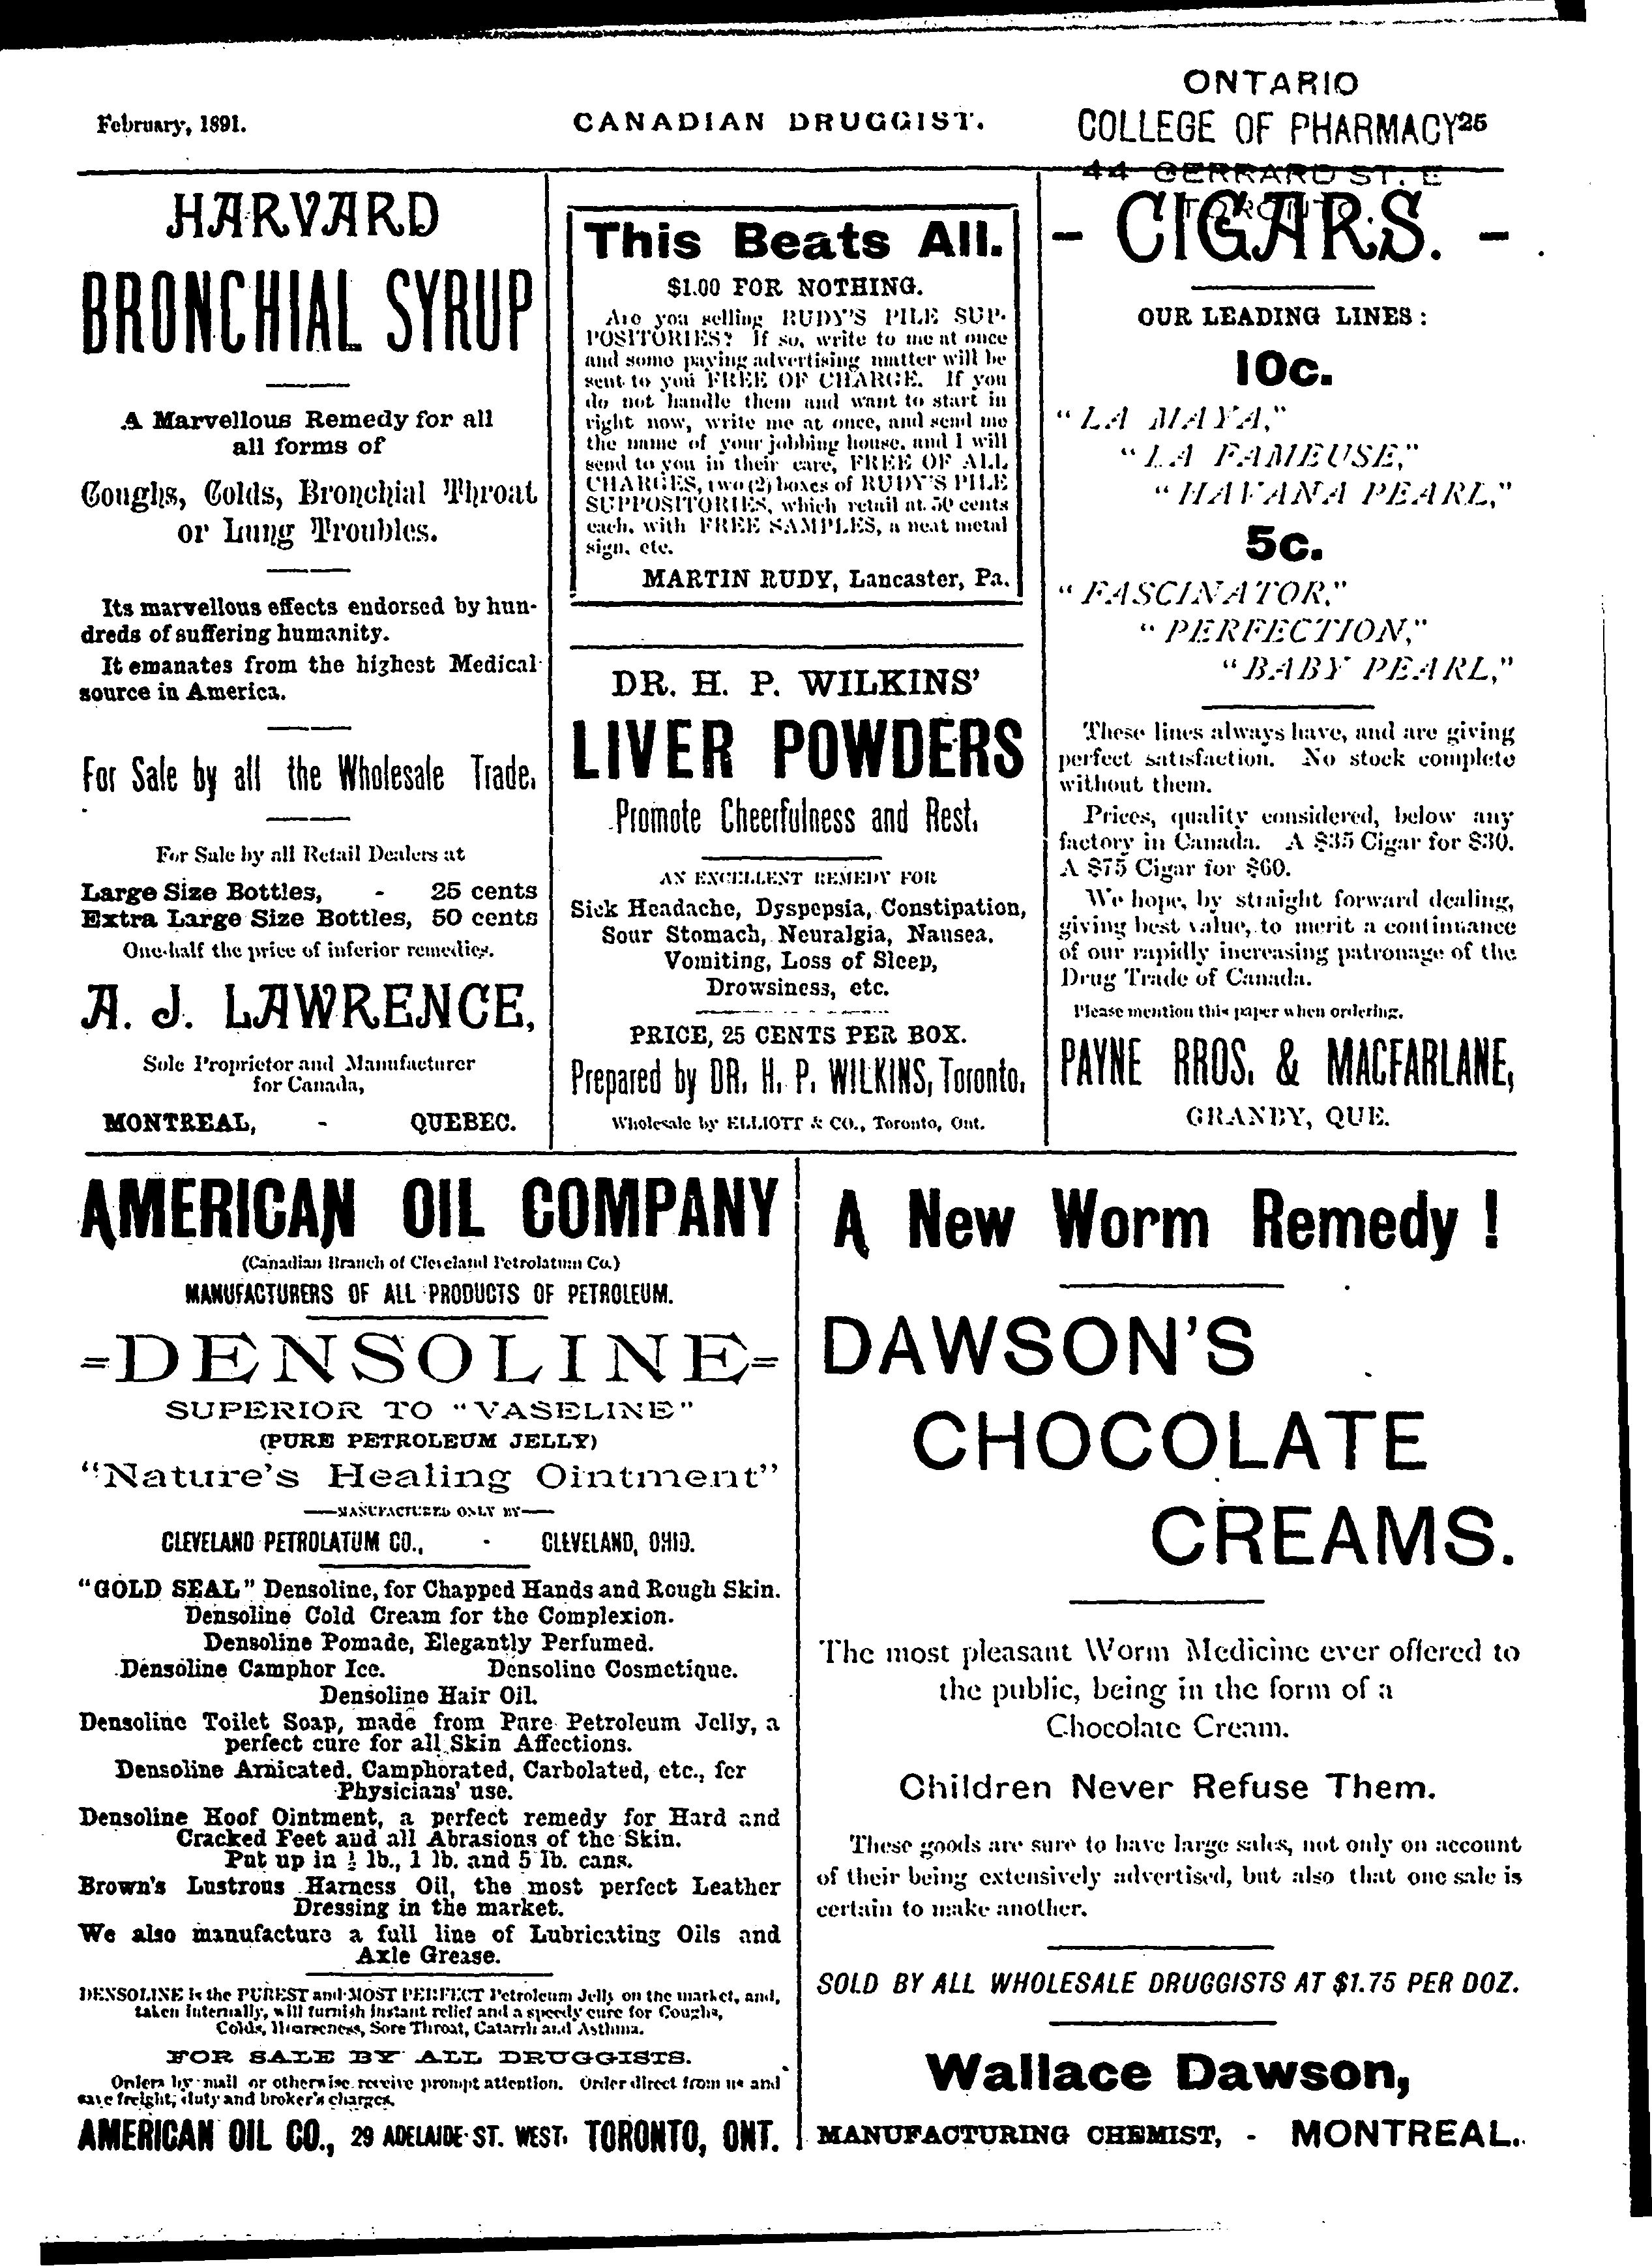 February, 1891.
CANADIAN DRUGGIST.
25
ONTARIO
COLLEGE OF PHARMACY
44 GERRARD ST. E
TORONTO.
HARVARD
BRONCHIAL SYRUP
A Marvellous Remedy for all
all forms of
Coughs, Colds, Bronchial Throat
or Lung Troubles.
Its marvellous effects endorsed by hun-
dreds of suffering humanity.
It emanates from the highest Medical
source in America.
For Sale by all the Wholesale Trade.
For Sale by all Retail Dealers at
Large Size Bottles, - 25 cents
Extra Large Size Bottles, 50 cents
One-half the price of inferior remedies.
A. J. LAWRENCE,
Sole Proprietor and Manufacturer
for Canada,
MONTREAL, - QUEBEC.
This Beats All.
$1.00 FOR NOTHING.
Are you selling RUDY'S PILE SUP-
POSITORIES? If so, write to me at once
and some paying advertising matter will be
sent to you FREE OF CHARGE. If you
do not handle them and want to start in
right now, write me at once, and send me
the name of your jobbing house, and I will
send to you in their care, FREE OF ALL
CHARGES, two (2) boxes of RUDY'S PILE
SUPPOSITORIES, which retail at 50 cents
each, with FREE SAMPLES, a neat metal
sign, etc.
MARTIN RUDY, Lancaster, Pa.
DR. H. P. WILKINS'
LIVER POWDERS
Promote Cheerfulness and Rest.
AN EXCELLENT REMEDY FOR
Sick Headache, Dyspepsia, Constipation,
Sour Stomach, Neuralgia, Nausea,
Vomiting, Loss of Sleep,
Drowsiness, etc.
PRICE, 25 CENTS PER BOX.
Prepared by DR. H. P. WILKINS, Toronto.
Wholesale by ELLIOTT & CO., Toronto, Ont.
- CIGARS. -
OUR LEADING LINES:
10c.
"LA MAYA,"
"LA FAMEUSE,"
"HAVANA PEARL,"
5c.
"FASCINATOR,"
"PERFECTION,"
"BABY PEARL,"
These lines always have, and are giving
perfect satisfaction. No stock complete
without them.
Prices, quality considered, below any
factory in Canada. A $35 Cigar for $30.
A $75 Cigar for $60.
We hope, by straight forward dealing,
giving best value, to merit a continuance
of our rapidly increasing patronage of the
Drug Trade of Canada.
Please mention this paper when ordering.
PAYNE BROS. & MACFARLANE,
GRANBY, QUE.
AMERICAN OIL COMPANY
(Canadian Branch of Cleveland Petrolatum Co.)
MANUFACTURERS OF ALL PRODUCTS OF PETROLEUM.
=DENSOLINE=
SUPERIOR TO "VASELINE"
(PURE PETROLEUM JELLY)
"Nature's Healing Ointment"
—MANUFACTURED ONLY BY—
CLEVELAND PETROLATUM CO., - CLEVELAND, OHIO.
"GOLD SEAL" Densoline, for Chapped Hands and Rough Skin.
Densoline Cold Cream for the Complexion.
Densoline Pomade, Elegantly Perfumed.
Densoline Camphor Ice. Densoline Cosmetique.
Densoline Hair Oil.
Densoline Toilet Soap, made from Pure Petroleum Jelly, a
perfect cure for all Skin Affections.
Densoline Arnicated, Camphorated, Carbolated, etc., for
Physicians' use.
Densoline Hoof Ointment, a perfect remedy for Hard and
Cracked Feet and all Abrasions of the Skin.
Put up in ½ lb., 1 lb. and 5 lb. cans.
Brown's Lustrous Harness Oil, the most perfect Leather
Dressing in the market.
We also manufacture a full line of Lubricating Oils and
Axle Grease.
DENSOLINE is the PUREST and MOST PERFECT Petroleum Jelly on the market, and,
taken internally, will furnish instant relief and a speedy cure for Coughs,
Colds, Hoarseness, Sore Throat, Catarrh and Asthma.
FOR SALE BY ALL DRUGGISTS.
Orders by mail or otherwise receive prompt attention. Order direct from us and
save freight, duty and broker's charges.
AMERICAN OIL CO., 29 ADELAIDE ST. WEST, TORONTO, ONT.
A New Worm Remedy!
DAWSON'S
CHOCOLATE
CREAMS.
The most pleasant Worm Medicine ever offered to
the public, being in the form of a
Chocolate Cream.
Children Never Refuse Them.
These goods are sure to have large sales, not only on account
of their being extensively advertised, but also that one sale is
certain to make another.
SOLD BY ALL WHOLESALE DRUGGISTS AT $1.75 PER DOZ.
Wallace Dawson,
MANUFACTURING CHEMIST, - MONTREAL.